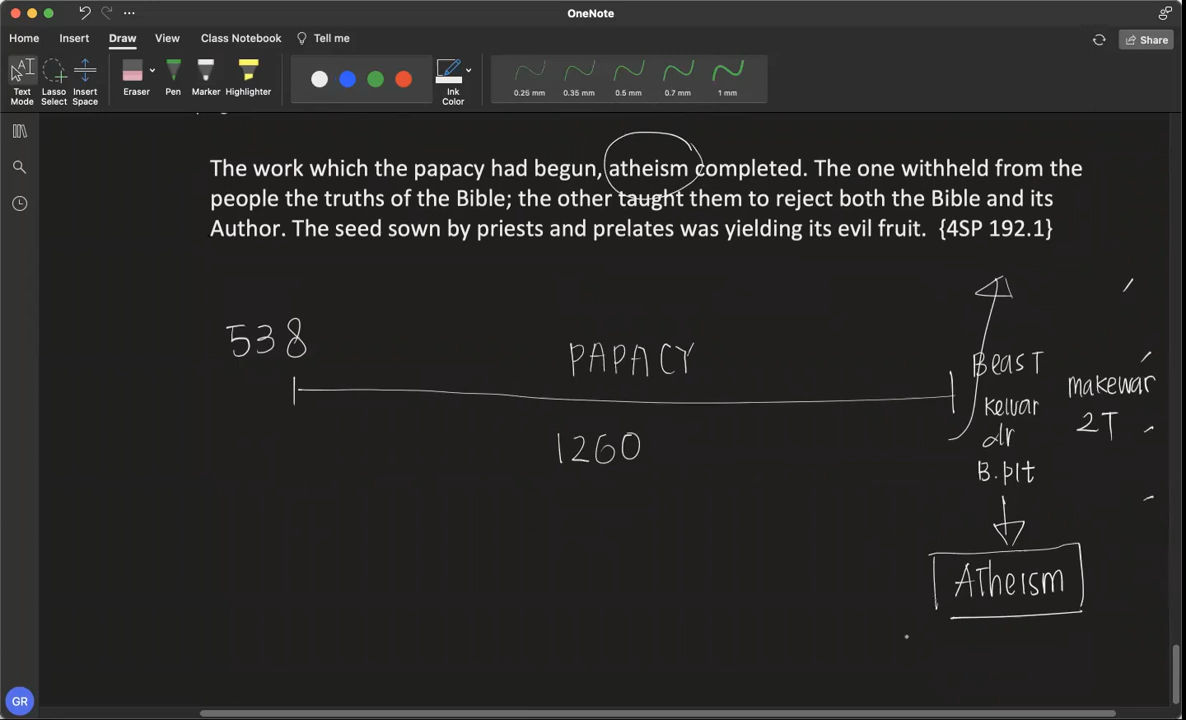 OneNote
Home Insert Draw View Class Notebook Tell me
Share
Text Mode
Lasso Select
Insert Space
Eraser
Pen
Marker
Highlighter
Ink Color
0.25 mm 0.35 mm 0.5 mm 0.7 mm 1 mm
The work which the papacy had begun, atheism completed. The one withheld from the
people the truths of the Bible; the other taught them to reject both the Bible and its
Author. The seed sown by priests and prelates was yielding its evil fruit. {4SP 192.1}
538
PAPACY
1260
BeasT
makewar
2T
B.pIt
ATheism
GR